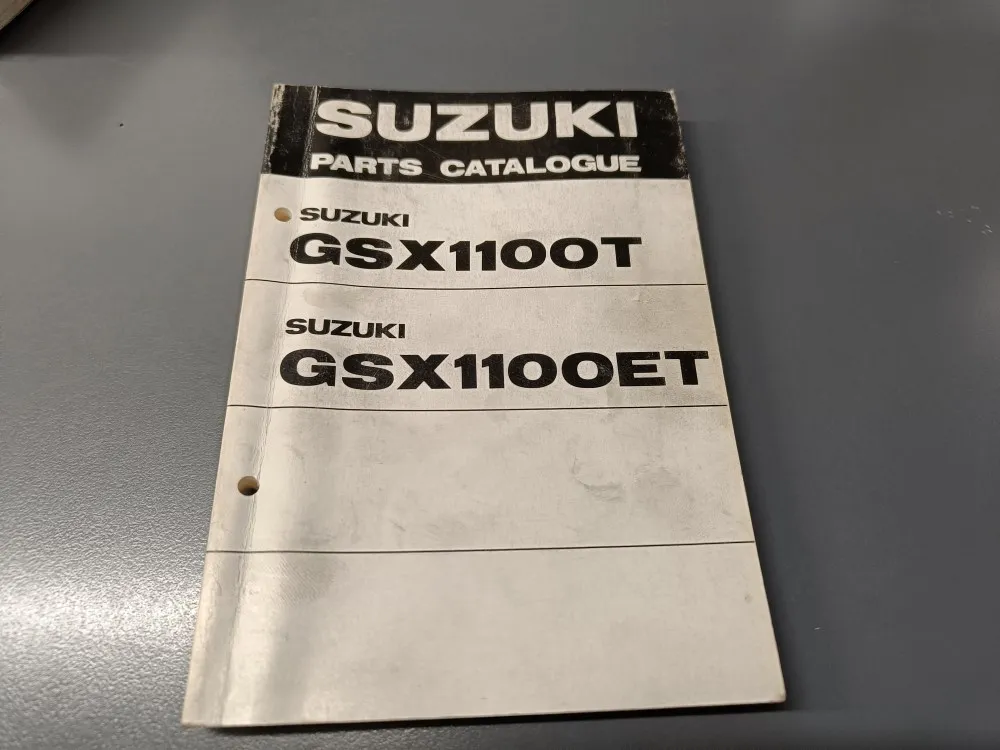 SUZUKI
PARTS CATALOGUE
SUZUKI
GSX1100T
SUZUKI
GSX1100ET